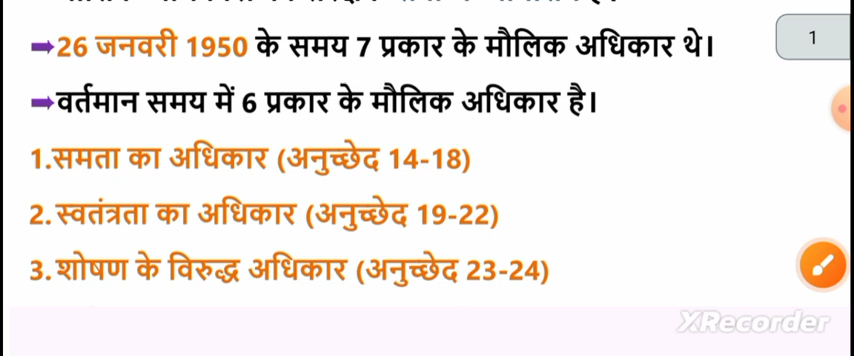 ➡26 जनवरी 1950 के समय 7 प्रकार के मौलिक अधिकार थे।
1
➡वर्तमान समय में 6 प्रकार के मौलिक अधिकार है।
1.समता का अधिकार (अनुच्छेद 14-18)
2.स्वतंत्रता का अधिकार (अनुच्छेद 19-22)
3.शोषण के विरुद्ध अधिकार (अनुच्छेद 23-24)
XRecorder